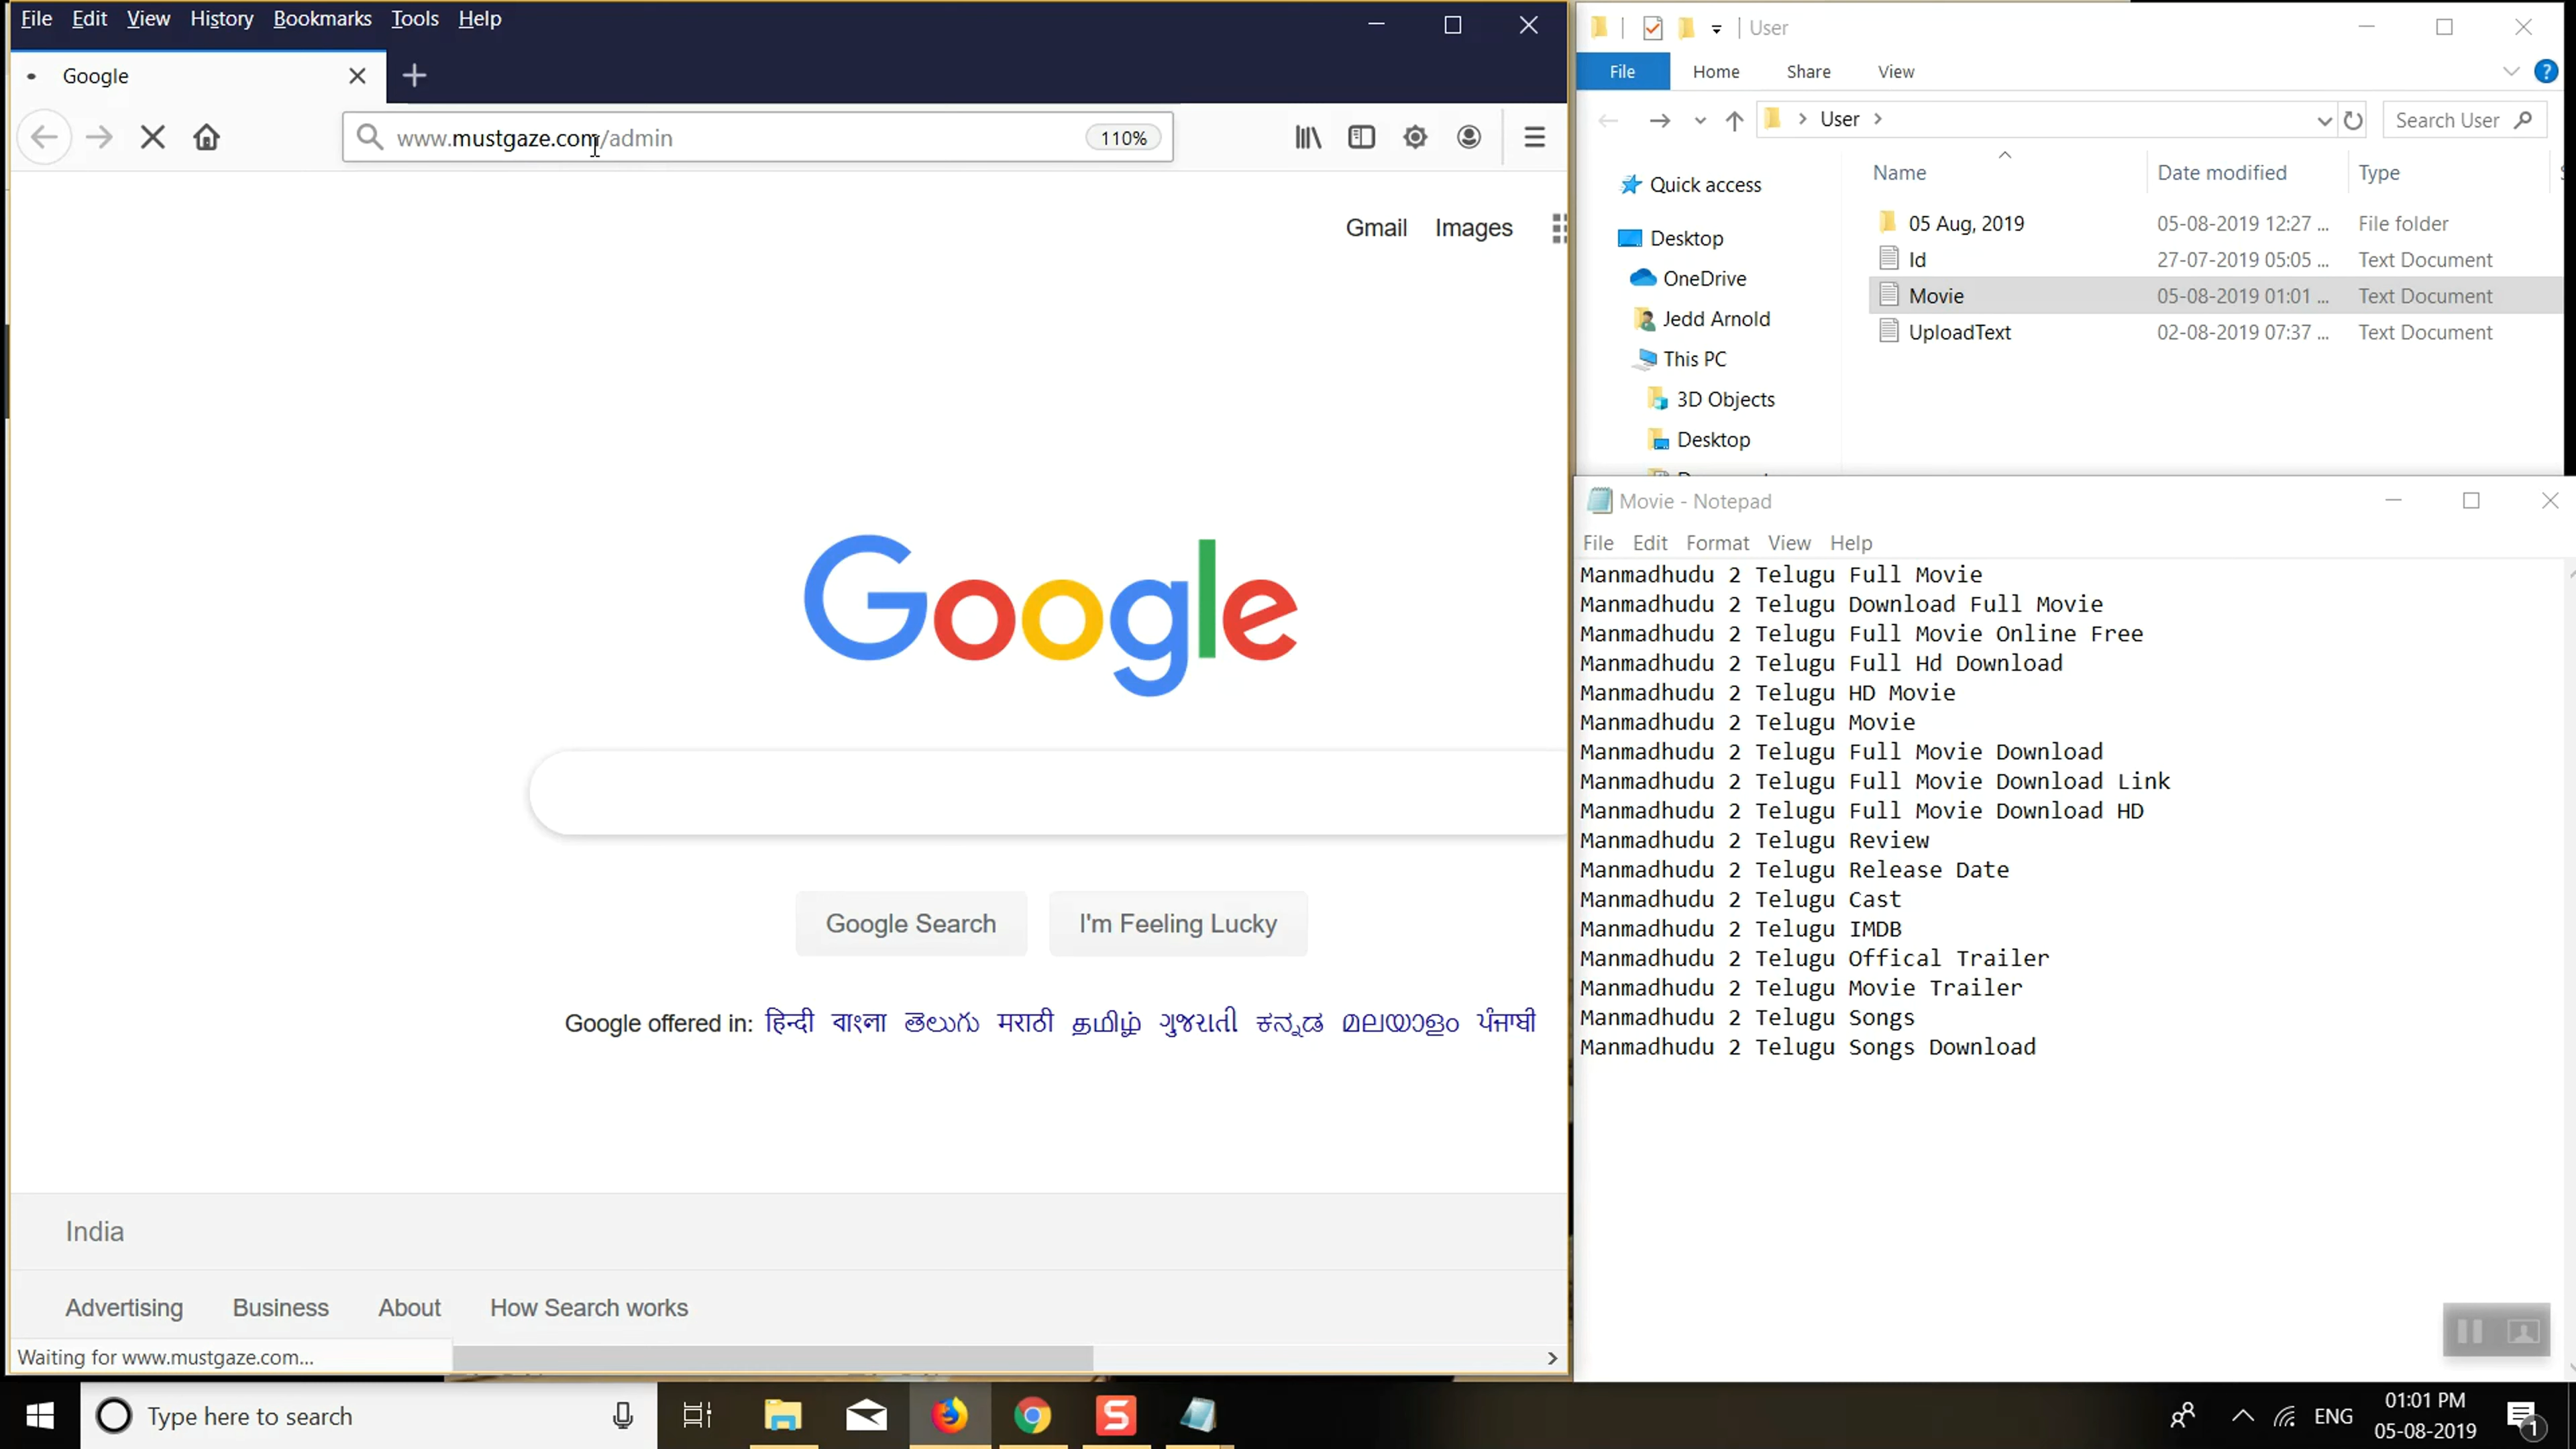 File Edit View History Bookmarks Tools Help
Google
www.mustgaze.com/admin 110%
Gmail Images
Google
Google Search I'm Feeling Lucky
Google offered in: हिन्दी বাংলা తెలుగు मराठी தமிழ் ગુજરાતી ಕನ್ನಡ മലയാളം ਪੰਜਾਬੀ
India
Advertising Business About How Search works
Waiting for www.mustgaze.com...
User
File Home Share View
User Search User
Name Date modified Type
Quick access
Desktop
OneDrive
Jedd Arnold
This PC
3D Objects
Desktop
05 Aug, 2019 05-08-2019 12:27 ... File folder
Id 27-07-2019 05:05 ... Text Document
Movie 05-08-2019 01:01 ... Text Document
UploadText 02-08-2019 07:37 ... Text Document
Movie - Notepad
File Edit Format View Help
Manmadhudu 2 Telugu Full Movie
Manmadhudu 2 Telugu Download Full Movie
Manmadhudu 2 Telugu Full Movie Online Free
Manmadhudu 2 Telugu Full Hd Download
Manmadhudu 2 Telugu HD Movie
Manmadhudu 2 Telugu Movie
Manmadhudu 2 Telugu Full Movie Download
Manmadhudu 2 Telugu Full Movie Download Link
Manmadhudu 2 Telugu Full Movie Download HD
Manmadhudu 2 Telugu Review
Manmadhudu 2 Telugu Release Date
Manmadhudu 2 Telugu Cast
Manmadhudu 2 Telugu IMDB
Manmadhudu 2 Telugu Offical Trailer
Manmadhudu 2 Telugu Movie Trailer
Manmadhudu 2 Telugu Songs
Manmadhudu 2 Telugu Songs Download
Type here to search
ENG
01:01 PM
05-08-2019
1